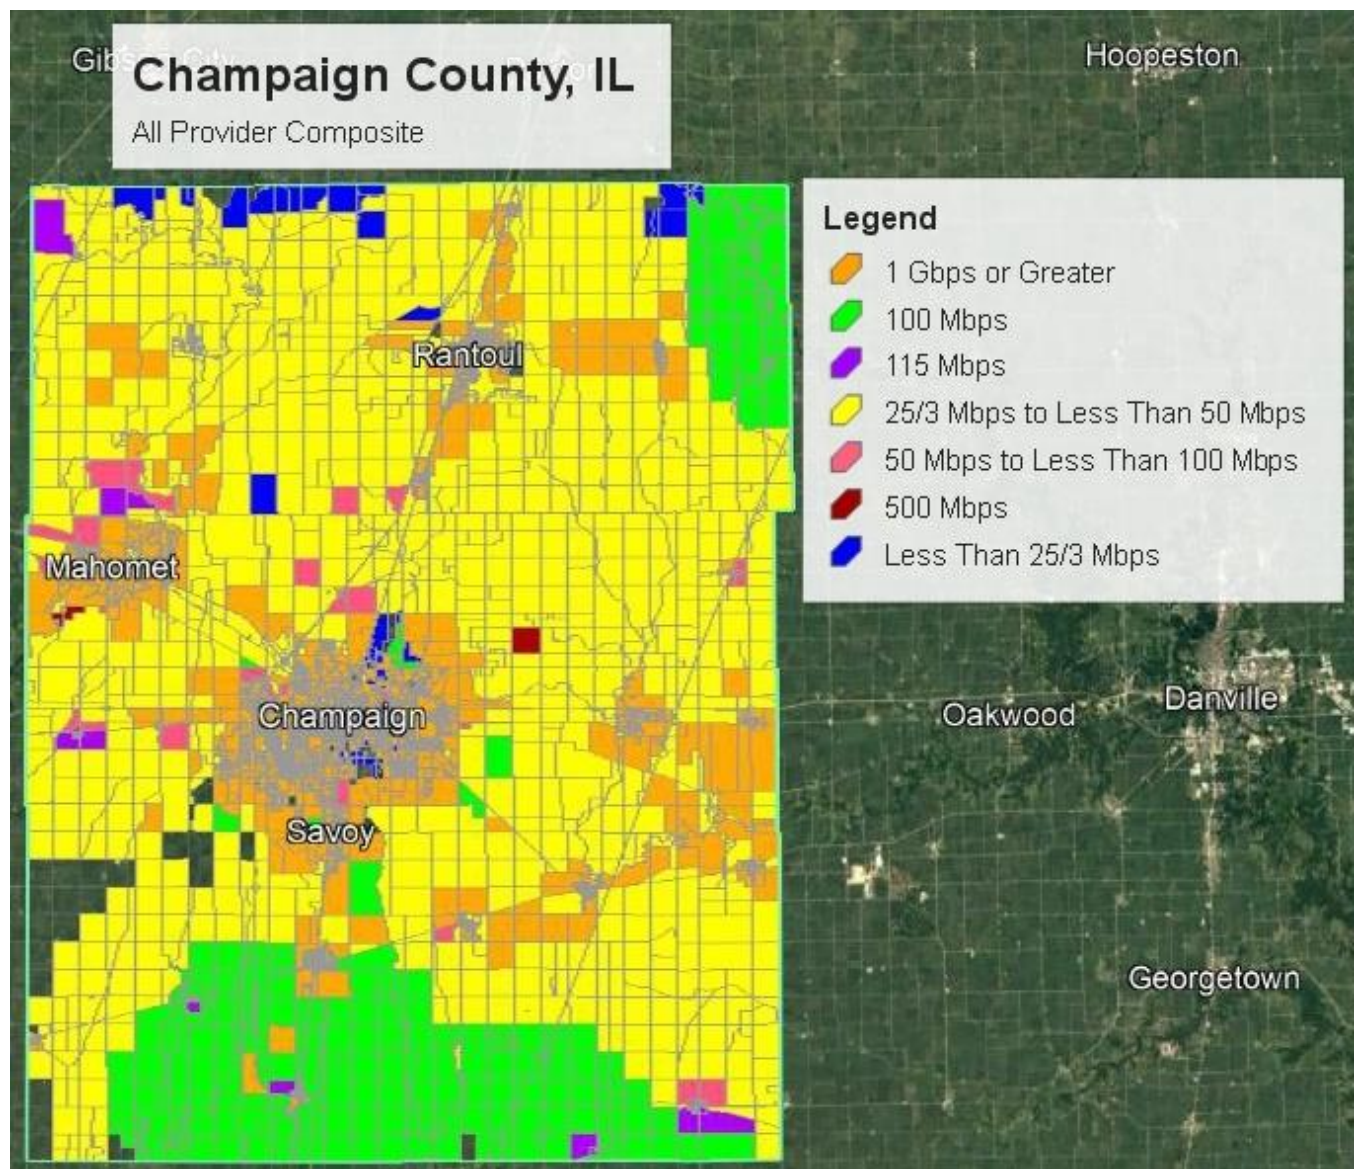 Champaign County, IL
All Provider Composite
Hoopeston
Legend
1 Gbps or Greater
100 Mbps
115 Mbps
25/3 Mbps to Less Than 50 Mbps
50 Mbps to Less Than 100 Mbps
500 Mbps
Less Than 25/3 Mbps
Rantoul
Mahomet
Champaign
Oakwood
Danville
Savoy
Georgetown